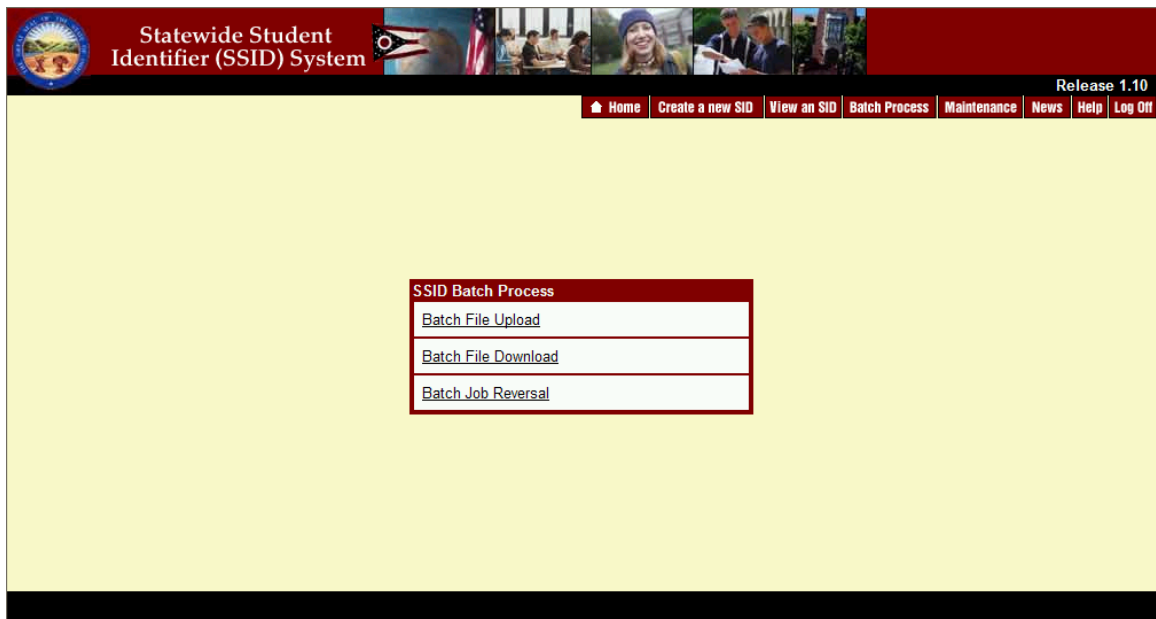 Statewide Student
Identifier (SSID) System
Release 1.10
Home Create a new SID View an SID Batch Process Maintenance News Help Log Off
SSID Batch Process
Batch File Upload
Batch File Download
Batch Job Reversal